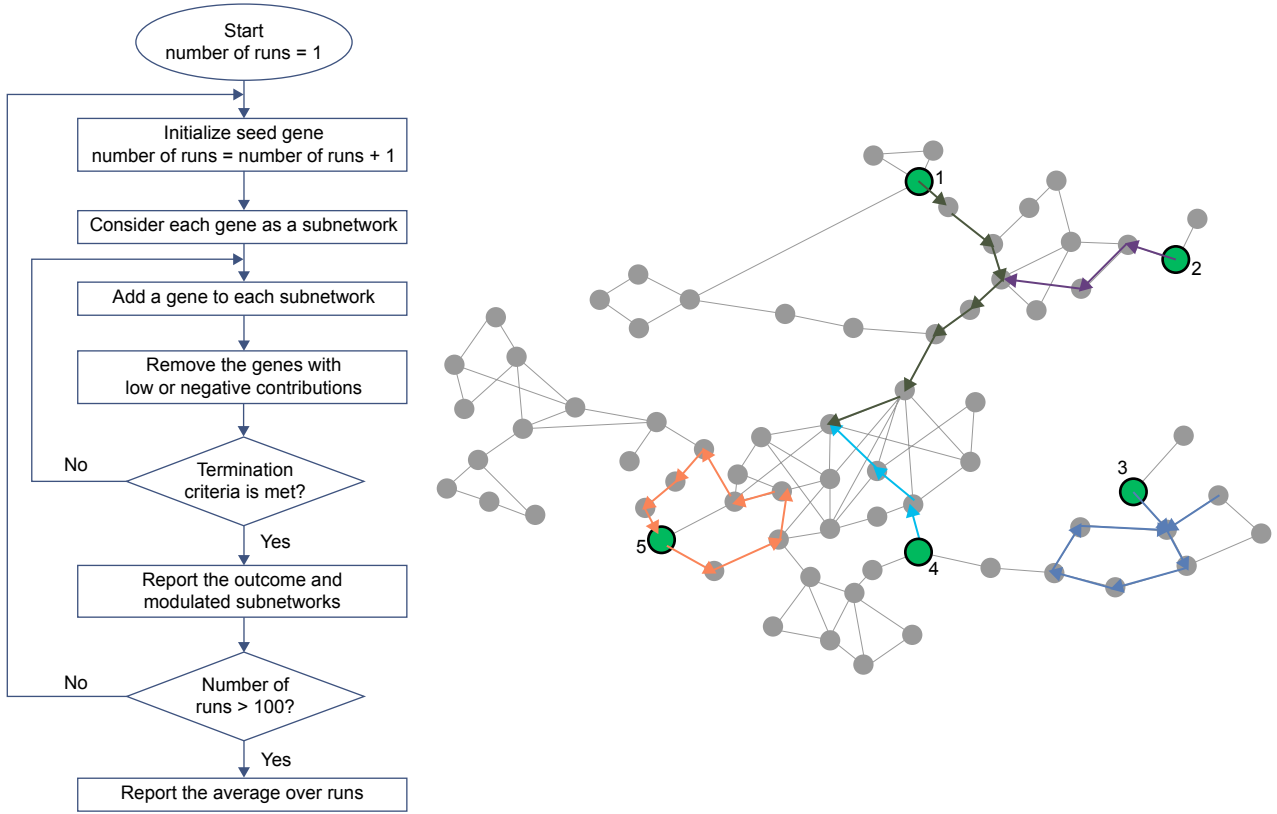 Start
number of runs = 1
Initialize seed gene
number of runs = number of runs + 1
Consider each gene as a subnetwork
Add a gene to each subnetwork
Remove the genes with
low or negative contributions
No
Termination
criteria is met?
Yes
Report the outcome and
modulated subnetworks
No
Number of
runs > 100?
Yes
Report the average over runs
1
2
3
5
4